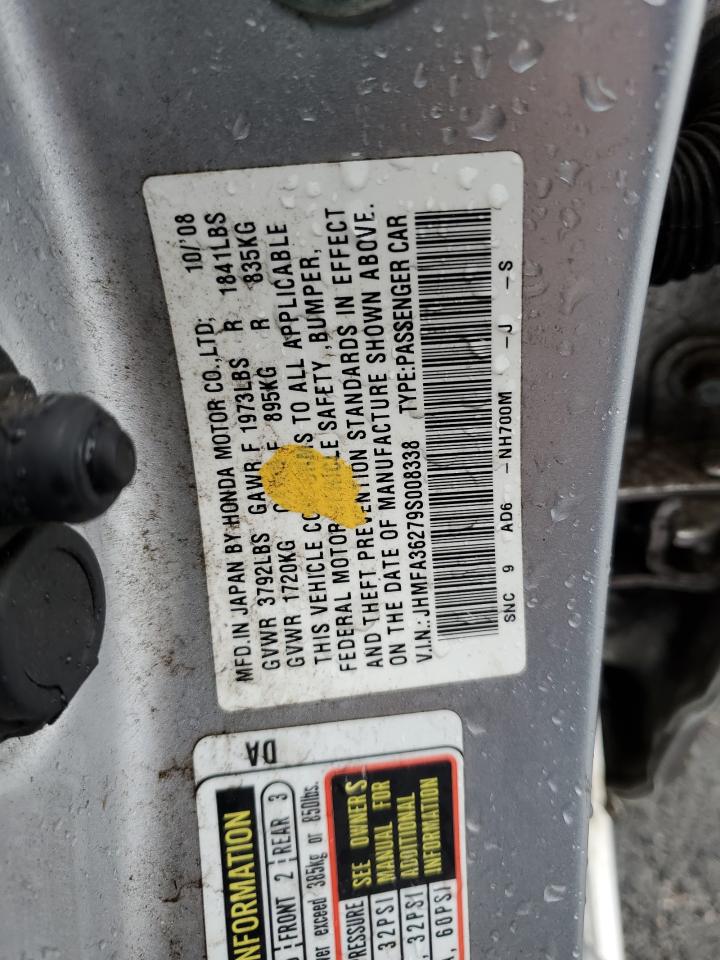 MFD.IN JAPAN BY HONDA MOTOR CO.,LTD; 10/'08
GVWR 3792LBS GAWR F 1973LBS R 1841LBS
GVWR 1720KG 895KG R 835KG
THIS VEHICLE TO ALL APPLICABLE
FEDERAL MOTOR SAFETY,BUMPER,
AND THEFT PREVENTION STANDARDS IN EFFECT
ON THE DATE OF MANUFACTURE SHOWN ABOVE.
V.I.N.: JHMFA36279S008338 TYPE:PASSENGER CAR
SNC 9 AD6 -NH700M -J -S
DA
FRONT 2 REAR 3
exceed 385kg or 850lbs.
SEE OWNER'S
MANUAL FOR
ADDITIONAL
INFORMATION
PRESSURE
32PSI
32PSI
60PSI